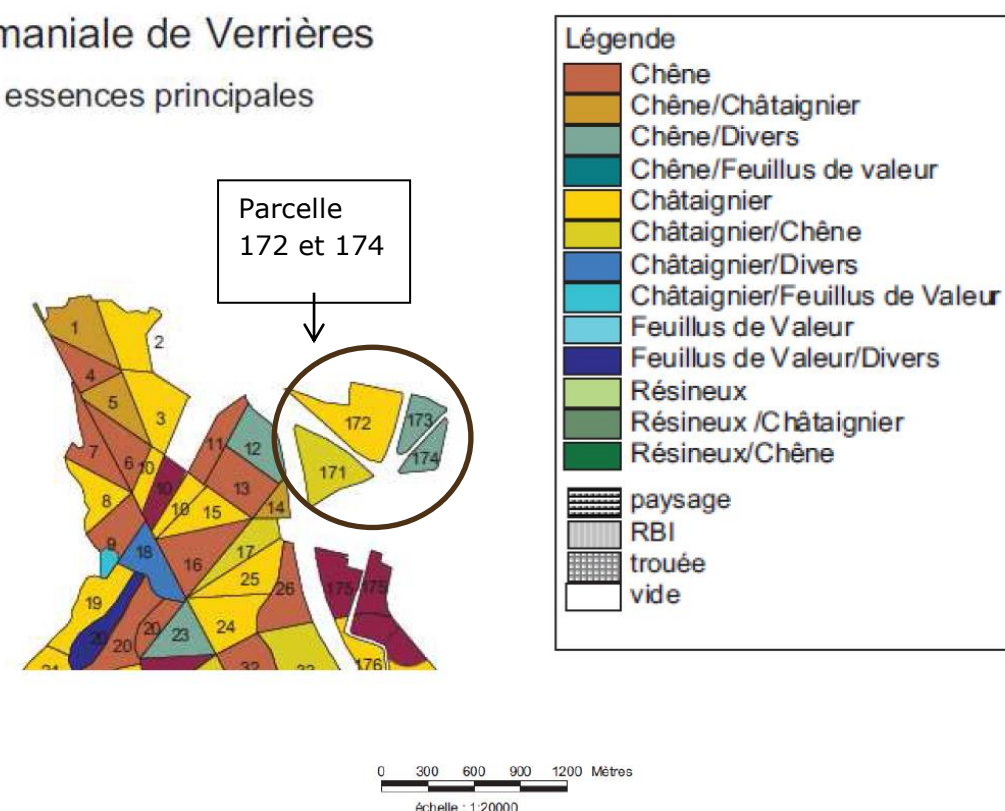 maniale de Verrières
essences principales
Légende
Chêne
Chêne/Châtaignier
Chêne/Divers
Chêne/Feuillus de valeur
Châtaignier
Châtaignier/Chêne
Châtaignier/Divers
Châtaignier/Feuillus de Valeur
Feuillus de Valeur
Feuillus de Valeur/Divers
Résineux
Résineux /Châtaignier
Résineux/Chêne
paysage
RBI
trouée
vide
Parcelle
172 et 174
1
2
4
5
3
7
6
10
10
10
8
11
12
13
14
15
9
18
16
17
25
26
19
20
20
20
23
24
32
172
173
171
174
175
175
176
0 300 600 900 1200 Mètres
échelle : 1:20000